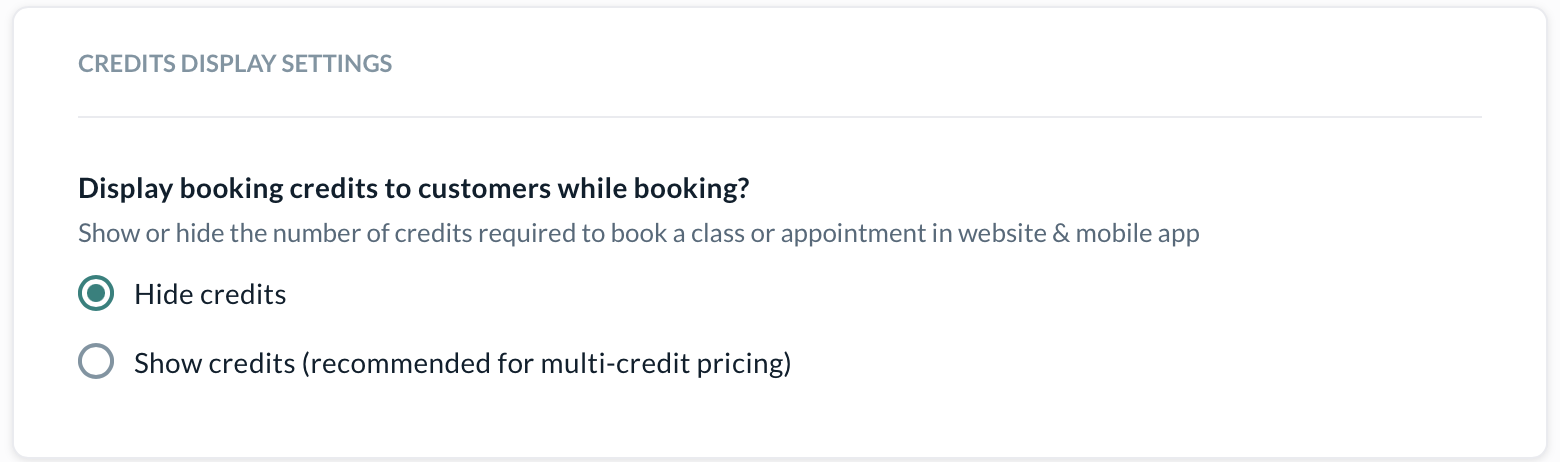 CREDITS DISPLAY SETTINGS
Display booking credits to customers while booking?
Show or hide the number of credits required to book a class or appointment in website & mobile app
Hide credits
Show credits (recommended for multi-credit pricing)